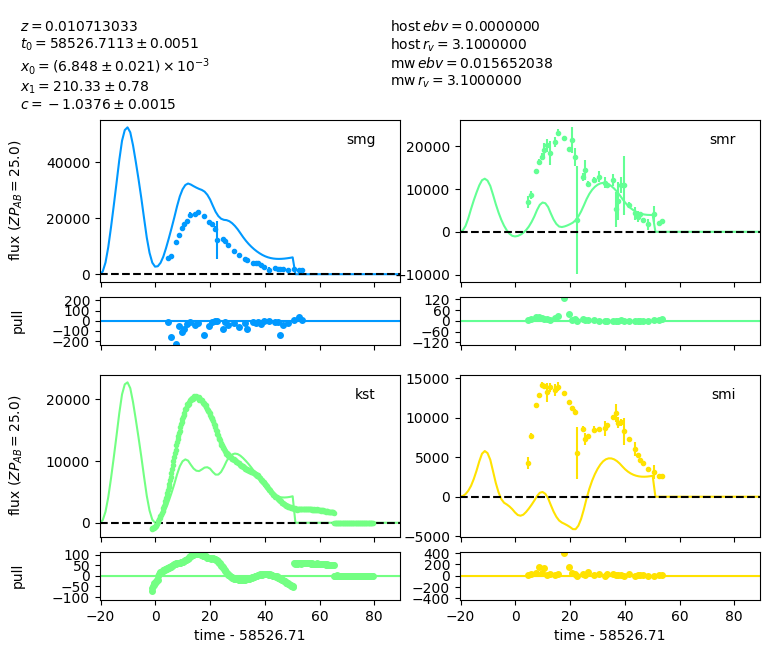 z = 0.010713033
t₀ = 58526.7113 ± 0.0051
x₀ = (6.848 ± 0.021) × 10⁻³
x₁ = 210.33 ± 0.78
c = −1.0376 ± 0.0015
host ebv = 0.0000000
host r_v = 3.1000000
mw ebv = 0.015652038
mw r_v = 3.1000000
flux (ZP_AB = 25.0)
smg
40000
20000
0
smr
20000
10000
0
−10000
pull
200
100
0
−100
−200
120
60
0
−60
−120
flux (ZP_AB = 25.0)
kst
20000
10000
0
smi
15000
10000
5000
0
−5000
pull
100
50
0
−50
−100
400
200
0
−200
−400
−20 0 20 40 60 80
time - 58526.71
−20 0 20 40 60 80
time - 58526.71